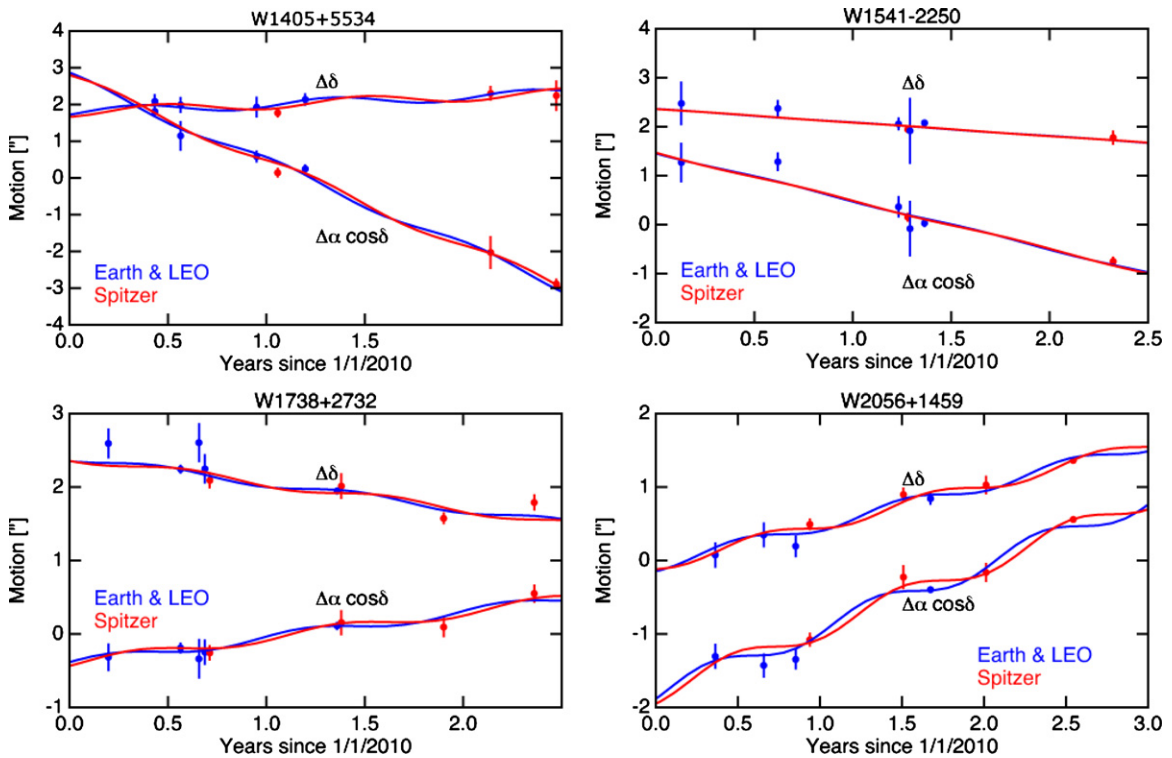 W1405+5534
4
3
2
1
0
-1
-2
-3
-4
Motion ["]
Δδ
Δα cosδ
Earth & LEO
Spitzer
0.0 0.5 1.0 1.5
Years since 1/1/2010
W1541-2250
4
3
2
1
0
-1
-2
Motion ["]
Δδ
Δα cosδ
Earth & LEO
Spitzer
0.0 0.5 1.0 1.5 2.0 2.5
Years since 1/1/2010
W1738+2732
3
2
1
0
-1
Motion ["]
Δδ
Δα cosδ
Earth & LEO
Spitzer
0.0 0.5 1.0 1.5 2.0
Years since 1/1/2010
W2056+1459
2
1
0
-1
-2
Motion ["]
Δδ
Δα cosδ
Earth & LEO
Spitzer
0.0 0.5 1.0 1.5 2.0 2.5 3.0
Years since 1/1/2010